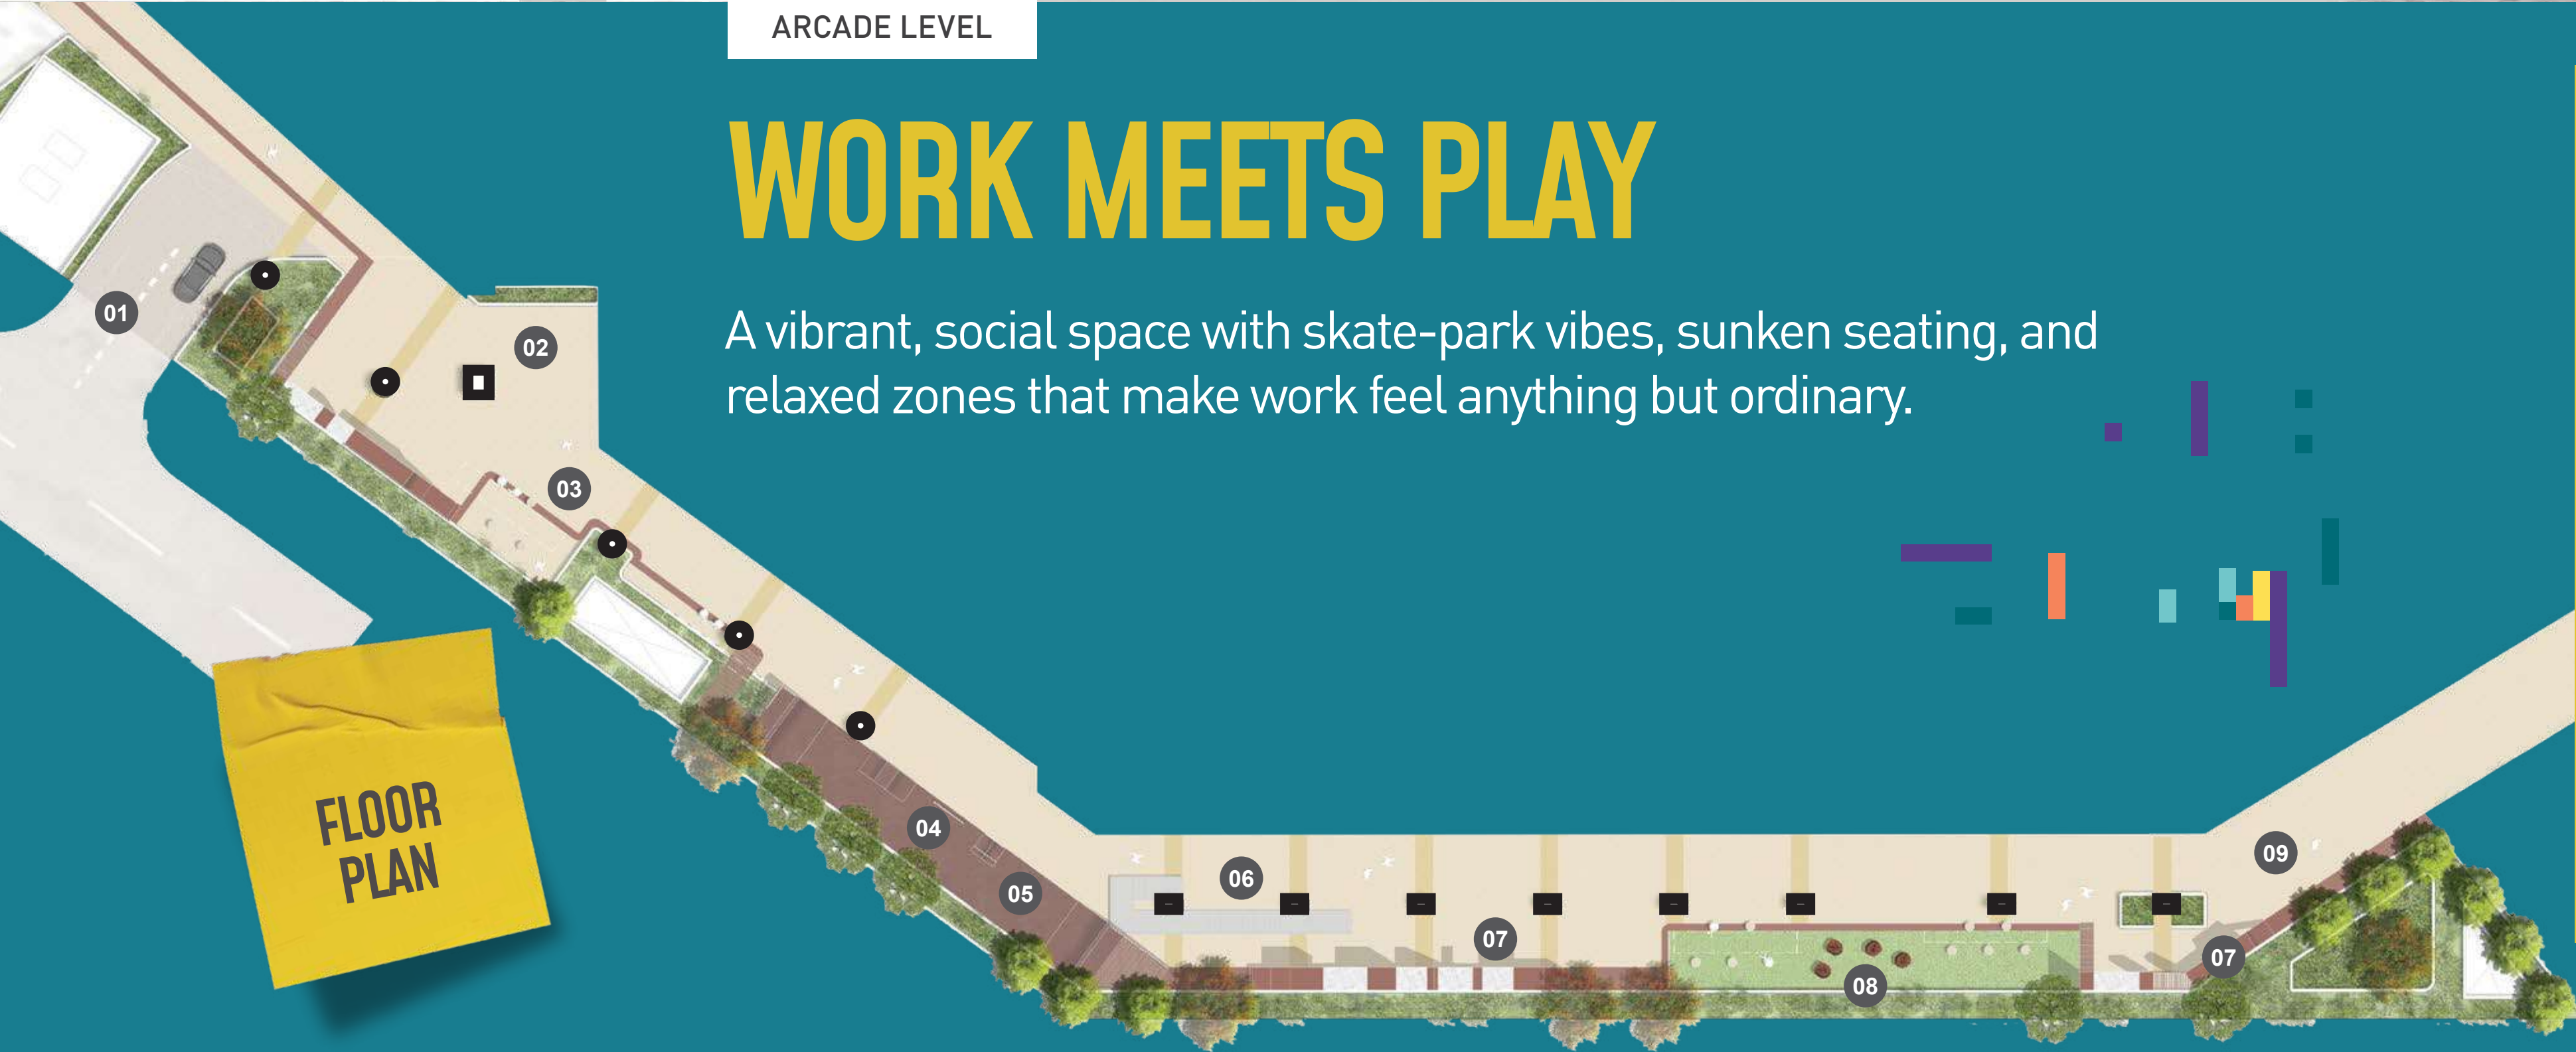 ARCADE LEVEL
WORK MEETS PLAY
A vibrant, social space with skate-park vibes, sunken seating, and
relaxed zones that make work feel anything but ordinary.
01
02
03
FLOOR
PLAN
04
05
06
07
08
07
09